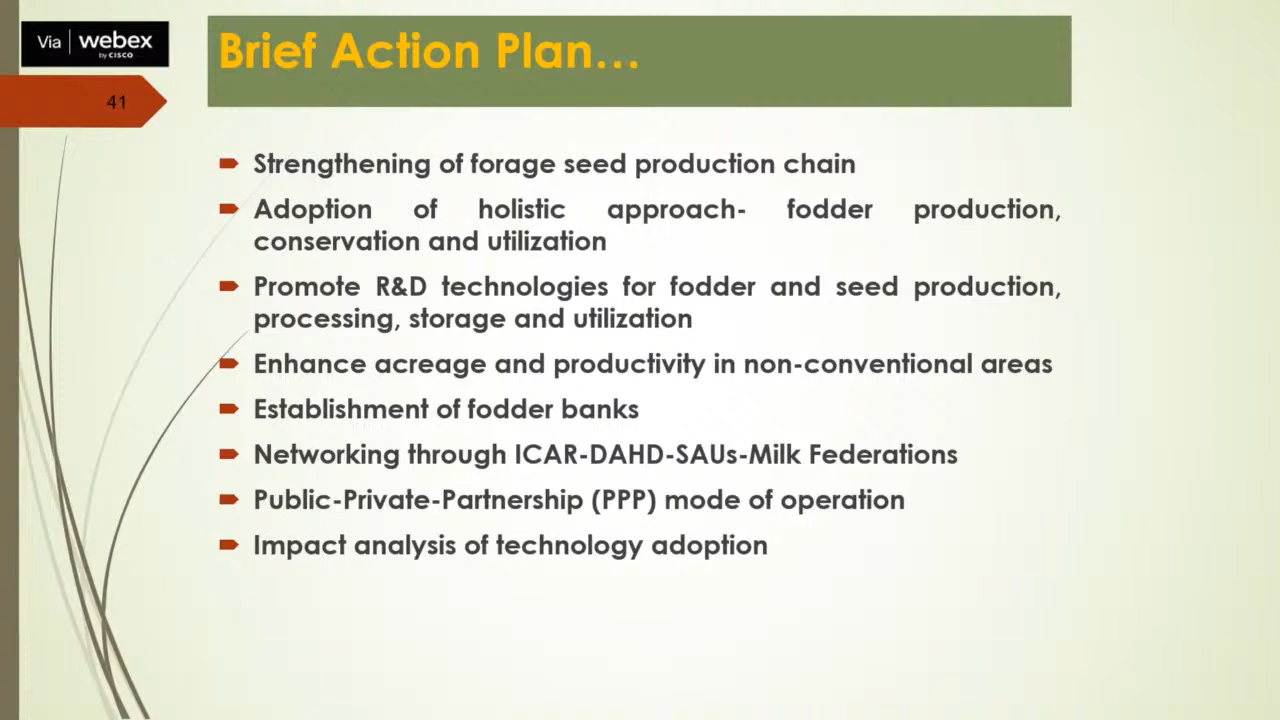 Via | webex
by CISCO
Brief Action Plan...
41
Strengthening of forage seed production chain
Adoption of holistic approach- fodder production,
conservation and utilization
Promote R&D technologies for fodder and seed production,
processing, storage and utilization
Enhance acreage and productivity in non-conventional areas
Establishment of fodder banks
Networking through ICAR-DAHD-SAUs-Milk Federations
Public-Private-Partnership (PPP) mode of operation
Impact analysis of technology adoption